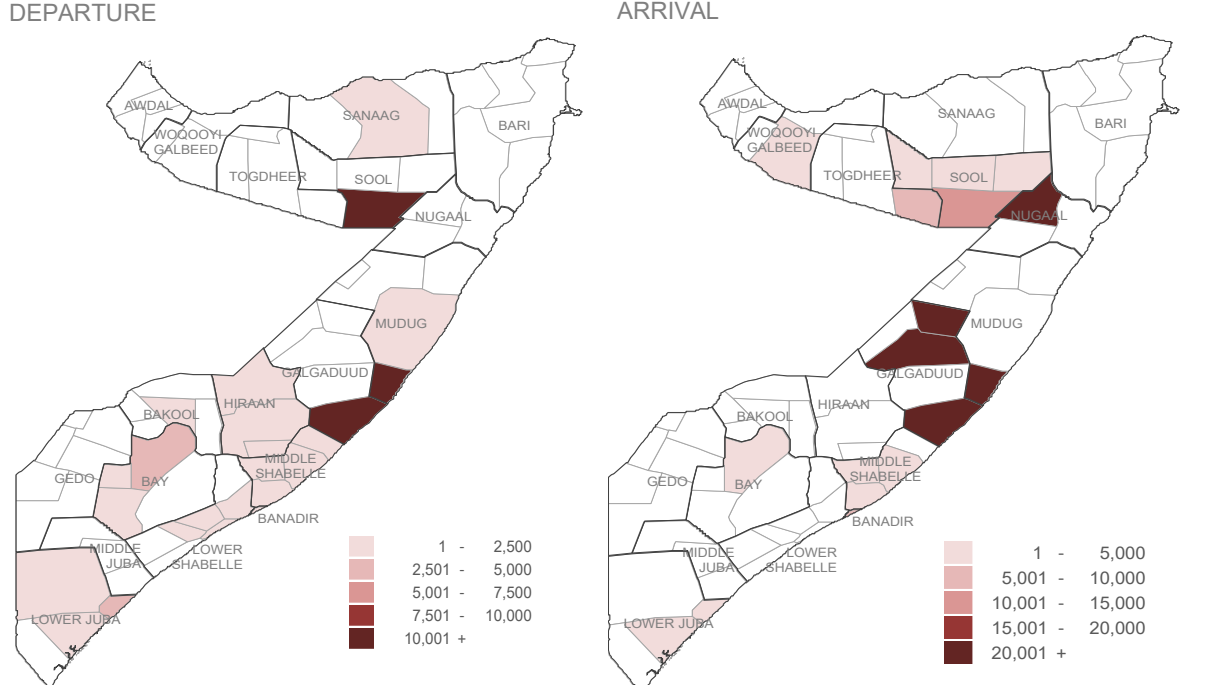 DEPARTURE
AWDAL
WOQOOYI
GALBEED
SANAAG
BARI
TOGDHEER
SOOL
NUGAAL
MUDUG
GALGADUUD
HIRAAN
BAKOOL
MIDDLE
SHABELLE
GEDO
BAY
BANADIR
MIDDLE
JUBA
LOWER
SHABELLE
LOWER JUBA
1 - 2,500
2,501 - 5,000
5,001 - 7,500
7,501 - 10,000
10,001 +
ARRIVAL
AWDAL
WOQOOYI
GALBEED
SANAAG
BARI
TOGDHEER
SOOL
NUGAAL
MUDUG
GALGADUUD
HIRAAN
BAKOOL
MIDDLE
SHABELLE
GEDO
BAY
BANADIR
MIDDLE
JUBA
LOWER
SHABELLE
LOWER JUBA
1 - 5,000
5,001 - 10,000
10,001 - 15,000
15,001 - 20,000
20,001 +